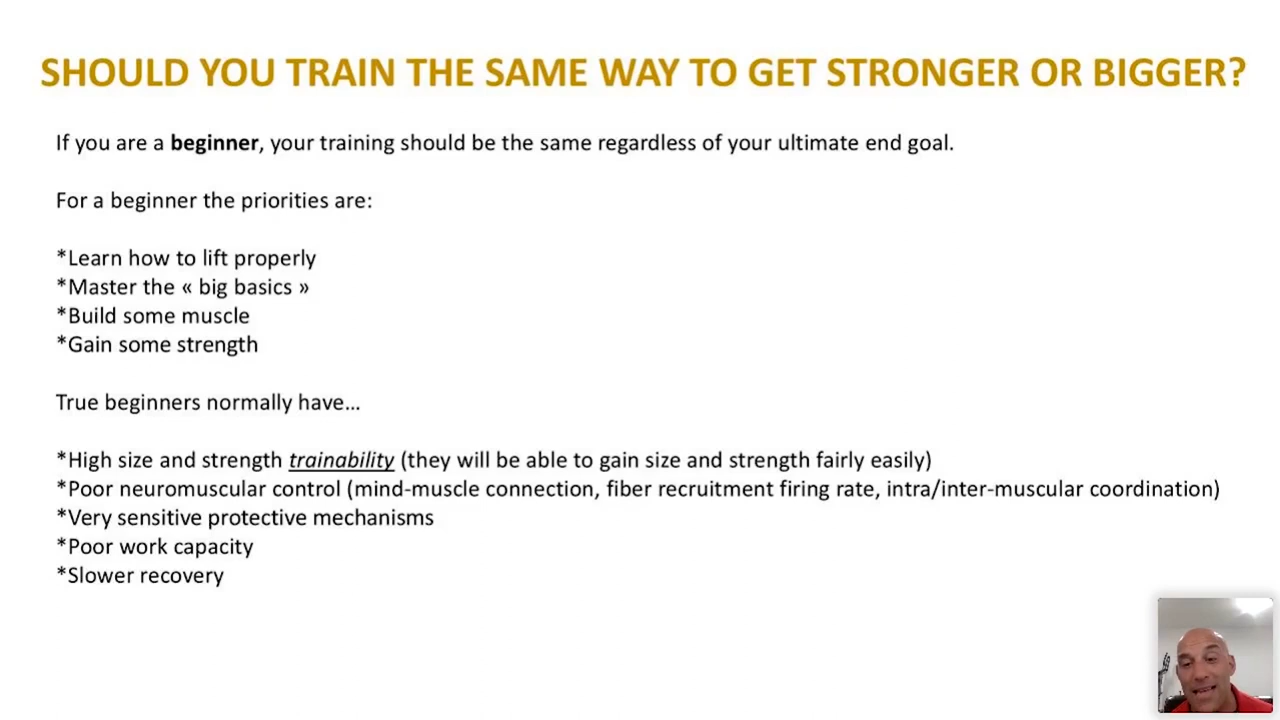 SHOULD YOU TRAIN THE SAME WAY TO GET STRONGER OR BIGGER?
If you are a beginner, your training should be the same regardless of your ultimate end goal.
For a beginner the priorities are:
*Learn how to lift properly
*Master the « big basics »
*Build some muscle
*Gain some strength
True beginners normally have…
*High size and strength trainability (they will be able to gain size and strength fairly easily)
*Poor neuromuscular control (mind-muscle connection, fiber recruitment firing rate, intra/inter-muscular coordination)
*Very sensitive protective mechanisms
*Poor work capacity
*Slower recovery